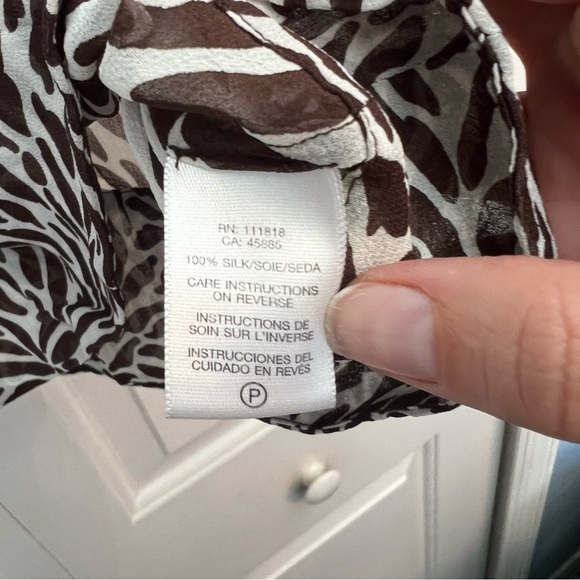 RN: 111818
CA: 45885
100% SILK/SOIE/SEDA
CARE INSTRUCTIONS
ON REVERSE
INSTRUCTIONS DE
SOIN SUR L'INVERSE
INSTRUCCIONES DEL
CUIDADO EN REVÉS
P